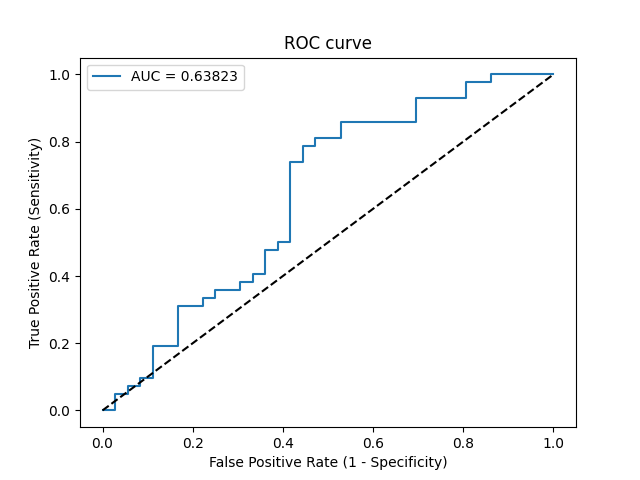 ROC curve
AUC = 0.63823
True Positive Rate (Sensitivity)
1.0
0.8
0.6
0.4
0.2
0.0
0.0 0.2 0.4 0.6 0.8 1.0
False Positive Rate (1 - Specificity)